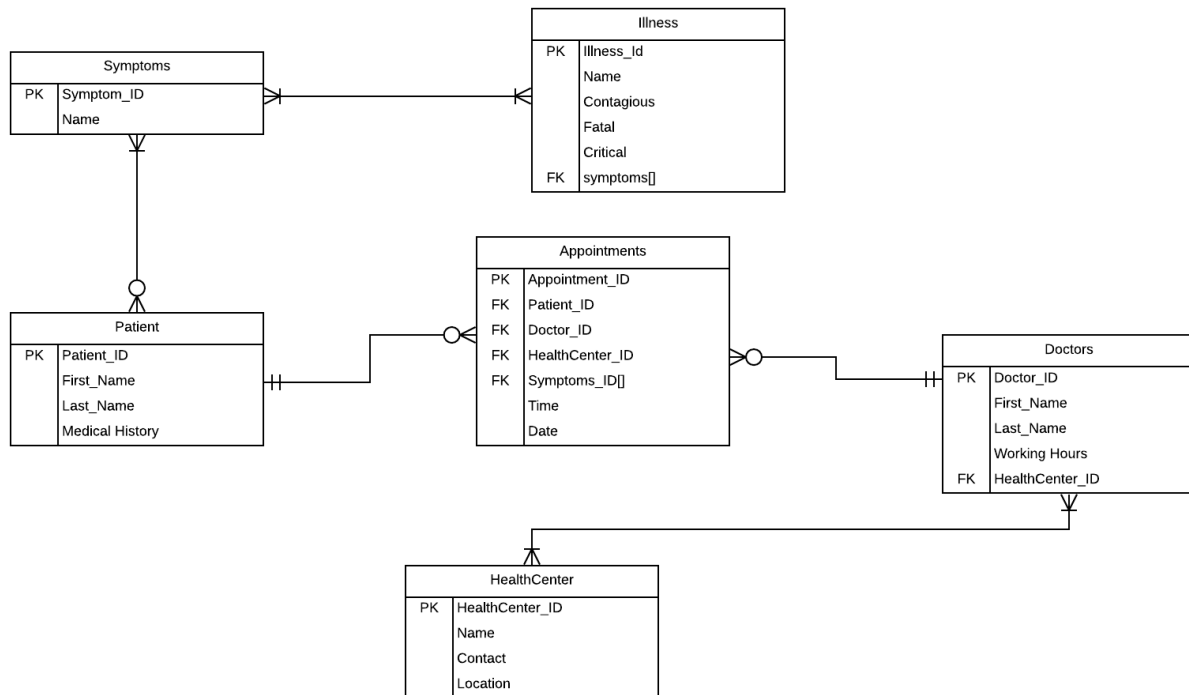 Illness
PK Illness_Id
Name
Contagious
Fatal
Critical
FK symptoms[]
Symptoms
PK Symptom_ID
Name
Appointments
PK Appointment_ID
FK Patient_ID
FK Doctor_ID
FK HealthCenter_ID
FK Symptoms_ID[]
Time
Date
Patient
PK Patient_ID
First_Name
Last_Name
Medical History
Doctors
PK Doctor_ID
First_Name
Last_Name
Working Hours
FK HealthCenter_ID
HealthCenter
PK HealthCenter_ID
Name
Contact
Location